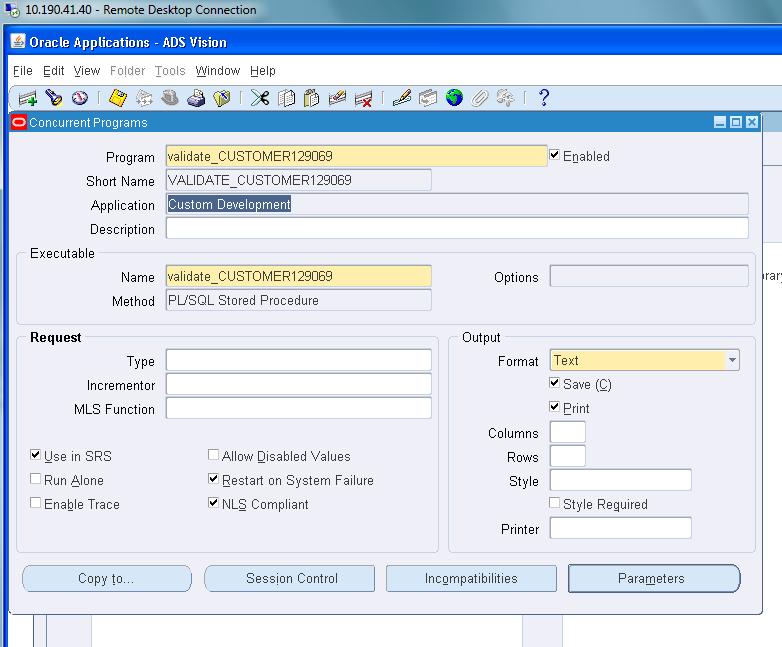 10.190.41.40 - Remote Desktop Connection
Oracle Applications - ADS Vision
File Edit View Folder Tools Window Help
Concurrent Programs
Program validate_CUSTOMER129069 Enabled
Short Name VALIDATE_CUSTOMER129069
Application Custom Development
Description
Executable
Name validate_CUSTOMER129069 Options
Method PL/SQL Stored Procedure
Request Output
Type Format Text
Incrementor Save (C)
MLS Function Print
Columns
Use in SRS Allow Disabled Values Rows
Run Alone Restart on System Failure Style
Enable Trace NLS Compliant Style Required
Printer
Copy to... Session Control Incompatibilities Parameters